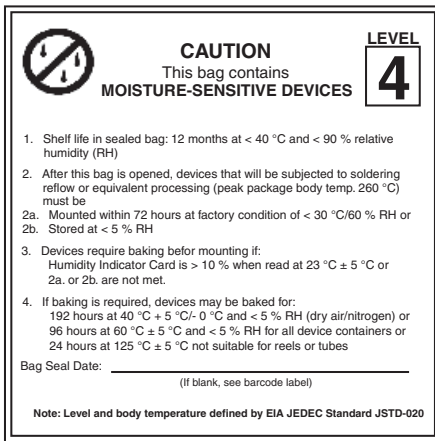 LEVEL
4
CAUTION
This bag contains
MOISTURE-SENSITIVE DEVICES
1. Shelf life in sealed bag: 12 months at < 40 °C and < 90 % relative
humidity (RH)
2. After this bag is opened, devices that will be subjected to soldering
reflow or equivalent processing (peak package body temp. 260 °C)
must be
2a. Mounted within 72 hours at factory condition of < 30 °C/60 % RH or
2b. Stored at < 5 % RH
3. Devices require baking befor mounting if:
Humidity Indicator Card is > 10 % when read at 23 °C ± 5 °C or
2a. or 2b. are not met.
4. If baking is required, devices may be baked for:
192 hours at 40 °C + 5 °C/- 0 °C and < 5 % RH (dry air/nitrogen) or
96 hours at 60 °C ± 5 °C and < 5 % RH for all device containers or
24 hours at 125 °C ± 5 °C not suitable for reels or tubes
Bag Seal Date:
(If blank, see barcode label)
Note: Level and body temperature defined by EIA JEDEC Standard JSTD-020